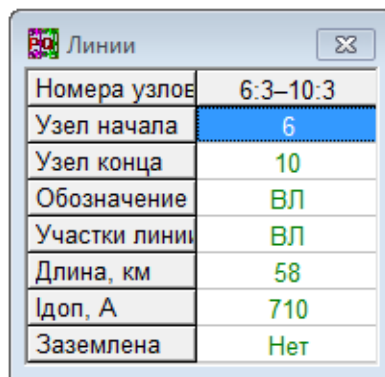 Линии
Номера узлов 6:3–10:3
Узел начала 6
Узел конца 10
Обозначение ВЛ
Участки лини ВЛ
Длина, км 58
Iдоп, А 710
Заземлена Нет